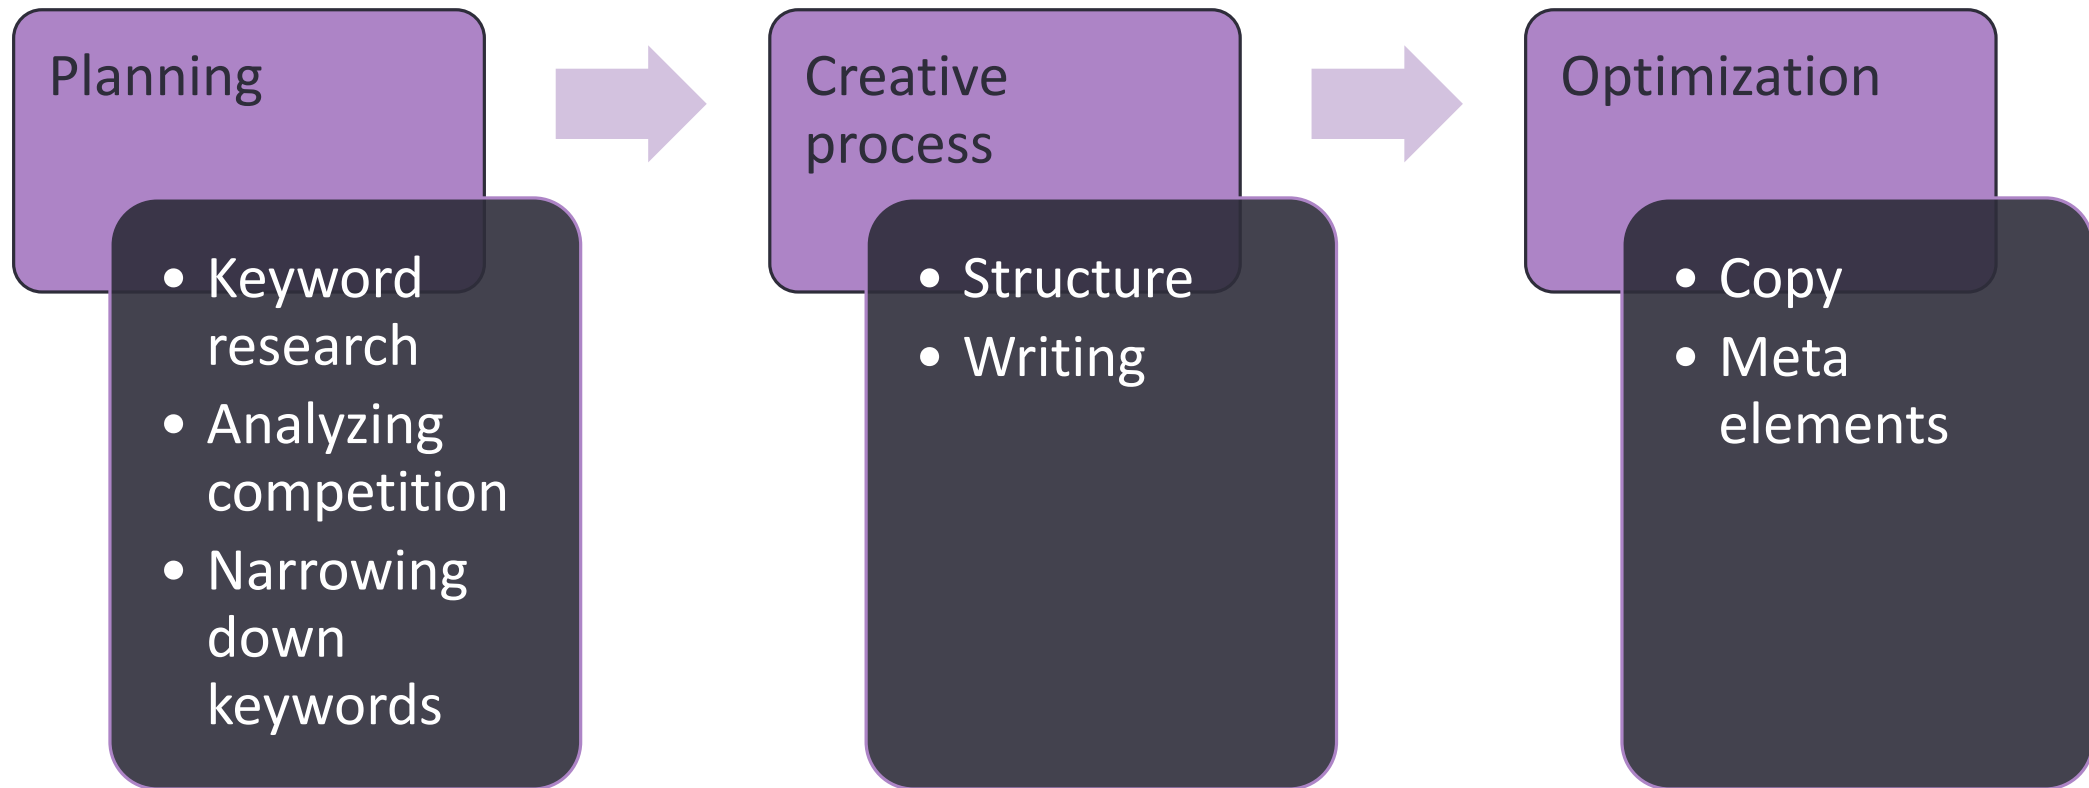 Planning
• Keyword
research
• Analyzing
competition
• Narrowing
down
keywords
Creative
process
• Structure
• Writing
Optimization
• Copy
• Meta
elements